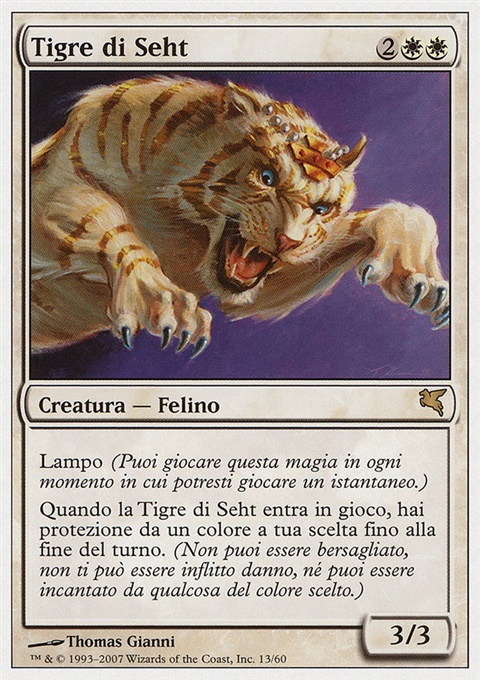 Tigre di Seht 2
Creatura — Felino
Lampo (Puoi giocare questa magia in ogni
momento in cui potresti giocare un istantaneo.)
Quando la Tigre di Seht entra in gioco, hai
protezione da un colore a tua scelta fino alla
fine del turno. (Non puoi essere bersagliato,
non ti può essere inflitto danno, né puoi essere
incantato da qualcosa del colore scelto.)
3/3
Thomas Gianni
™ & © 1993–2007 Wizards of the Coast, Inc. 13/60